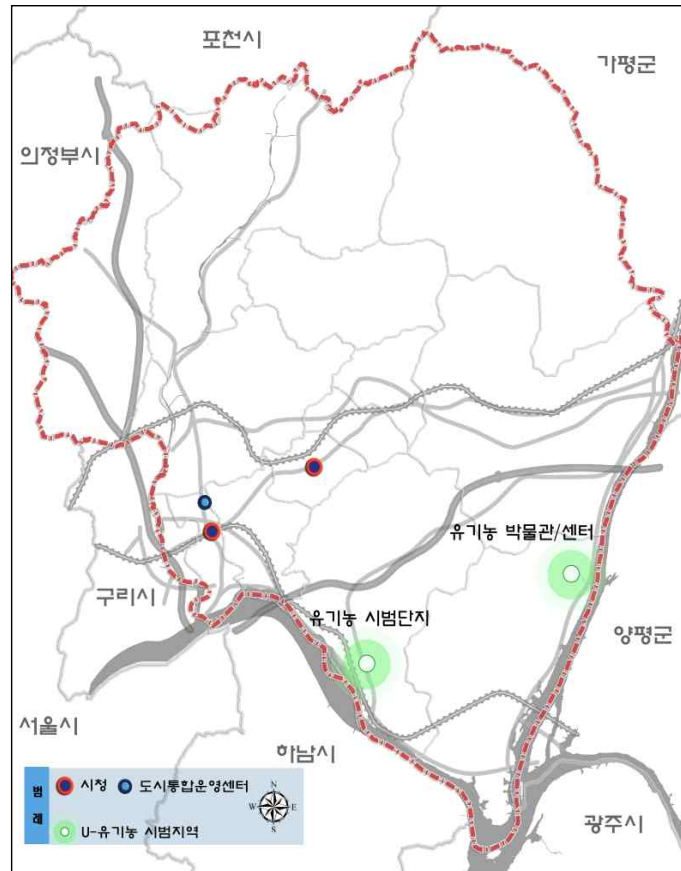 포천시
가평군
의정부시
유기농 박물관/센터
구리시
유기농 시범단지
양평군
서울시
하남시
광주시
범례
시청
도시통합운영센터
U-유기농 시범지역
N
W
E
S